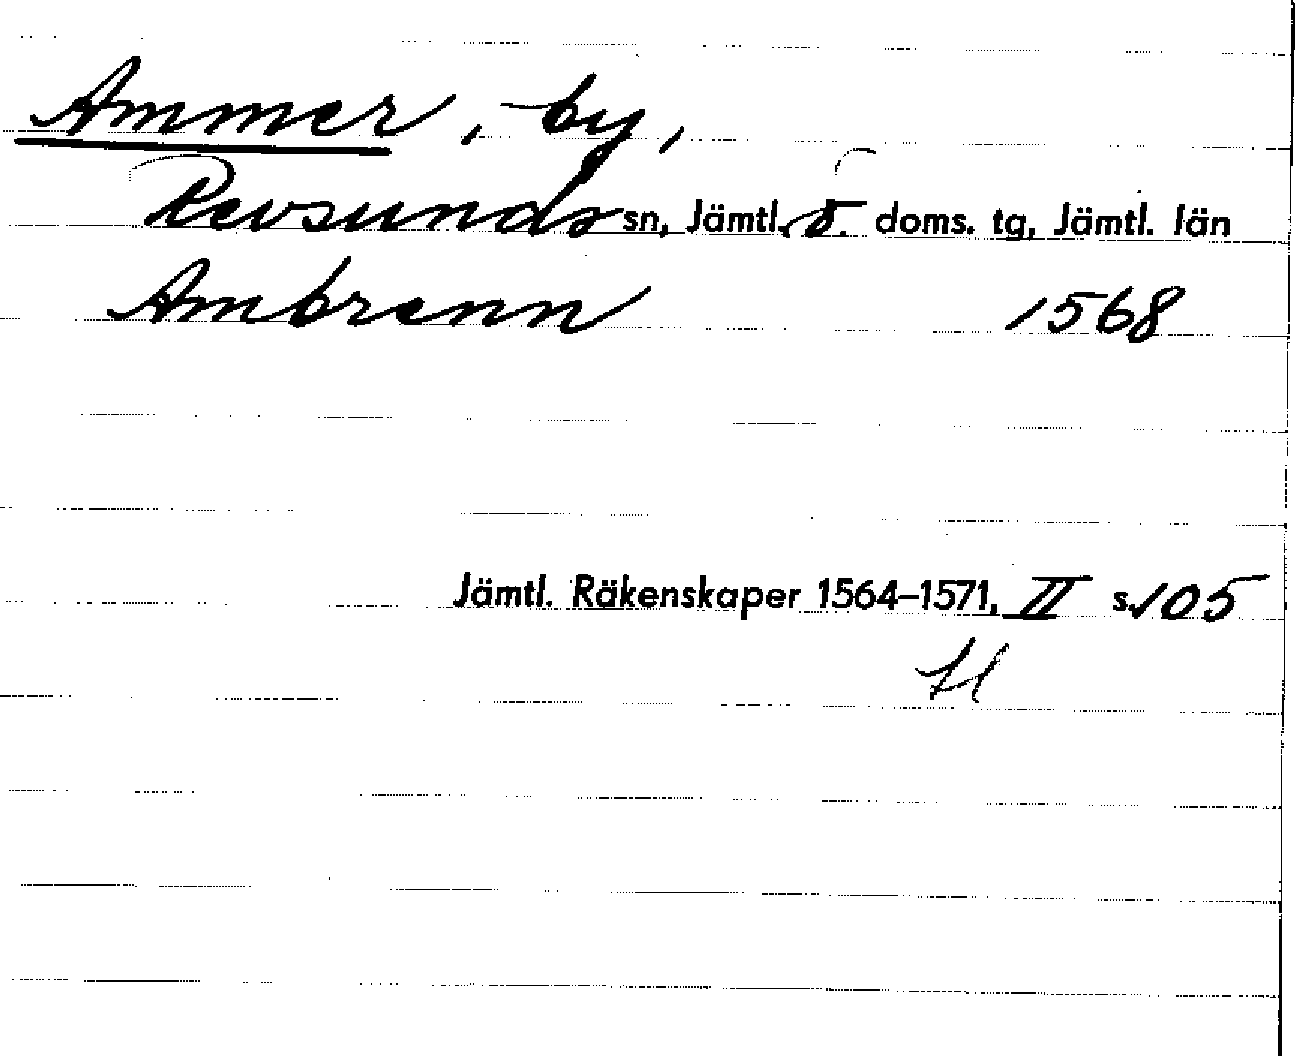 Ammer, by,
Revsunds sn, Jämtl. ö. doms. tg, Jämtl. län
Ambrenn 1568
Jämtl. Räkenskaper 1564–1571, II s. 105